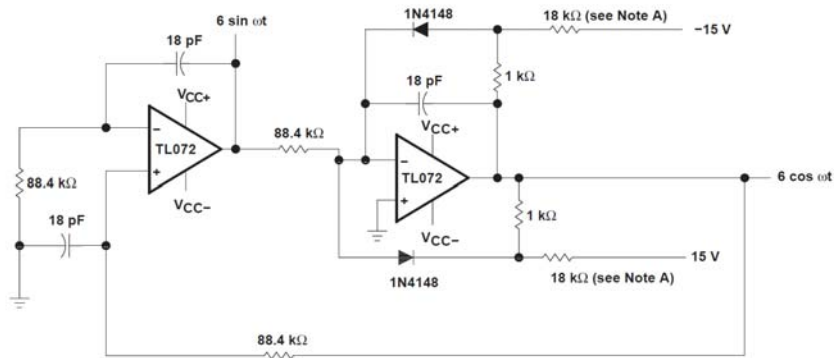 6 sin ωt
1N4148
18 kΩ (see Note A)
−15 V
18 pF
1 kΩ
18 pF
VCC+
VCC+
88.4 kΩ
−
TL072
+
−
TL072
+
6 cos ωt
88.4 kΩ
VCC−
1 kΩ
18 pF
VCC−
15 V
1N4148
18 kΩ (see Note A)
88.4 kΩ